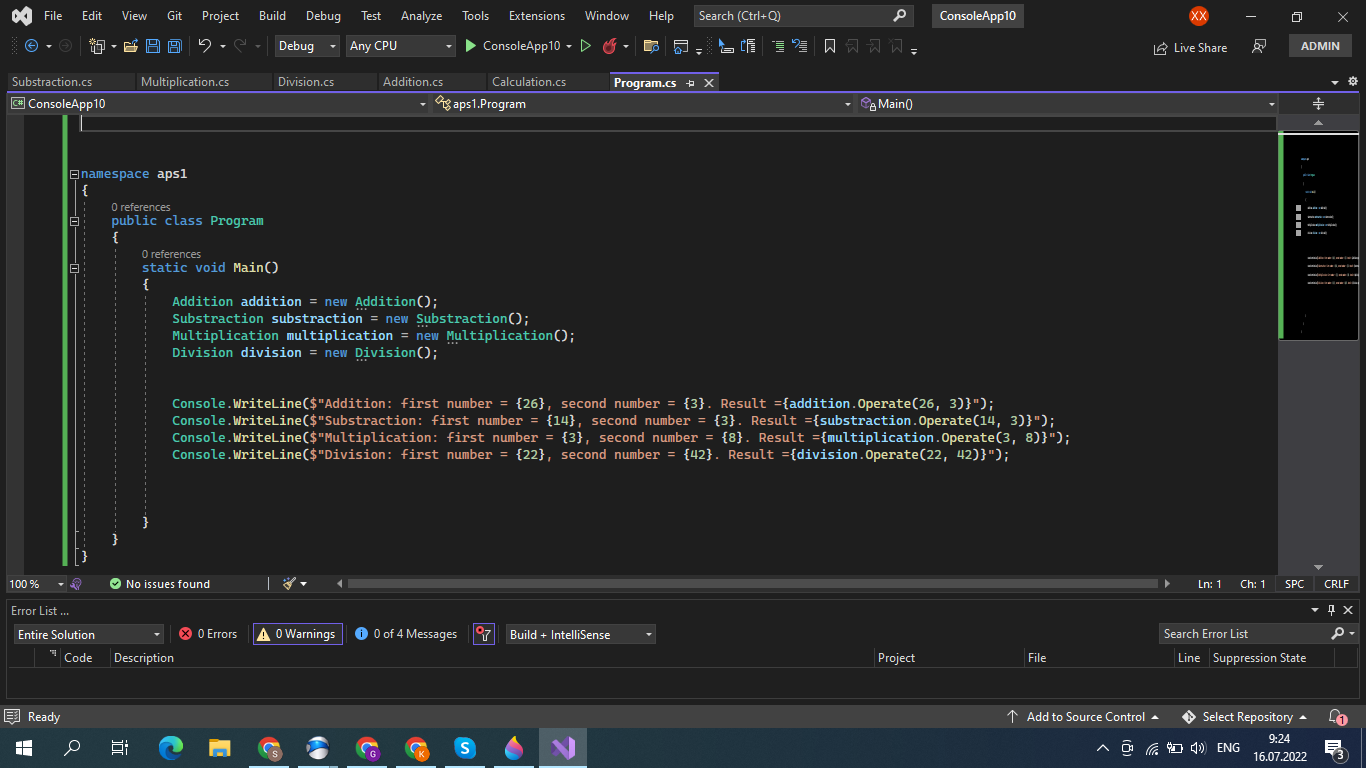 File Edit View Git Project Build Debug Test Analyze Tools Extensions Window Help Search (Ctrl+Q) ConsoleApp10 XX
Debug Any CPU ConsoleApp10 Live Share ADMIN
Substraction.cs Multiplication.cs Division.cs Addition.cs Calculation.cs Program.cs
C# ConsoleApp10 aps1.Program Main()
namespace aps1
{
0 references
public class Program
{
0 references
static void Main()
{
Addition addition = new Addition();
Substraction substraction = new Substraction();
Multiplication multiplication = new Multiplication();
Division division = new Division();
Console.WriteLine($"Addition: first number = {26}, second number = {3}. Result ={addition.Operate(26, 3)}");
Console.WriteLine($"Substraction: first number = {14}, second number = {3}. Result ={substraction.Operate(14, 3)}");
Console.WriteLine($"Multiplication: first number = {3}, second number = {8}. Result ={multiplication.Operate(3, 8)}");
Console.WriteLine($"Division: first number = {22}, second number = {42}. Result ={division.Operate(22, 42)}");
}
}
}
100 % No issues found Ln: 1 Ch: 1 SPC CRLF
Error List ...
Entire Solution 0 Errors 0 Warnings 0 of 4 Messages Build + IntelliSense Search Error List
Code Description Project File Line Suppression State
Ready Add to Source Control Select Repository 1
S G K S ENG 9:24
16.07.2022 3